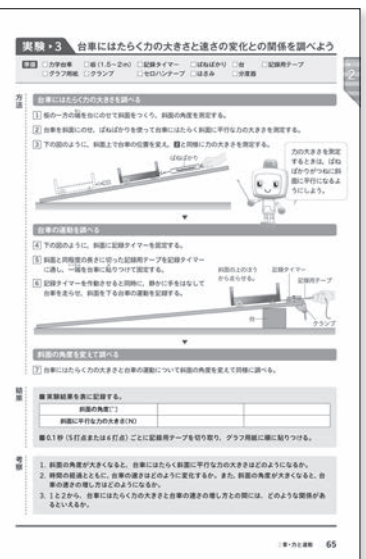 実験・3 台車にはたらく力の大きさと速さの変化との関係を調べよう
準備 □力学台車 □板(1.5~2m) □記録タイマー □ばねばかり □台 □記録用テープ
□グラフ用紙 □クランプ □セロハンテープ □はさみ □分度器
2
方法
台車にはたらく力の大きさを調べる
1 板の一方の端を台にのせて斜面をつくり、斜面の角度を測定する。
2 台車を斜面にのせ、ばねばかりを使って台車にはたらく斜面に平行な力の大きさを測定する。
3 下の図のように、斜面上で台車の位置を変え、2と同様に力の大きさを測定する。
ばねばかり
力の大きさを測定
するときは、ばね
ばかりがつねに斜
面に平行になるよ
うにしよう。
台車の運動を調べる
4 下の図のように、斜面に記録タイマーを固定する。
5 斜面と同程度の長さに切った記録用テープを記録タイマー
に通し、一端を台車に貼りつけて固定する。
6 記録タイマーを作動させると同時に、静かに手をはなして
台車を走らせ、斜面を下る台車の運動を記録する。
斜面の上のほう
から走らせる。
記録タイマー
記録用テープ
台
クランプ
斜面の角度を変えて調べる
7 台車にはたらく力の大きさと台車の運動について斜面の角度を変えて同様に調べる。
結果
■実験結果を表に記録する。
斜面の角度[°]
斜面に平行な力の大きさ[N]
■0.1秒(5打点または6打点)ごとに記録用テープを切り取り、グラフ用紙に順に貼りつける。
考察
1. 斜面の角度が大きくなると、台車にはたらく斜面に平行な力の大きさはどのようになるか。
2. 時間の経過とともに、台車の速さはどのように変化するか。また、斜面の角度が大きくなると、台
車の速さの増し方はどのようになるか。
3. 1と2から、台車にはたらく力の大きさと台車の速さの増し方との間には、どのような関係があ
るといえるか。
章・力と運動 65